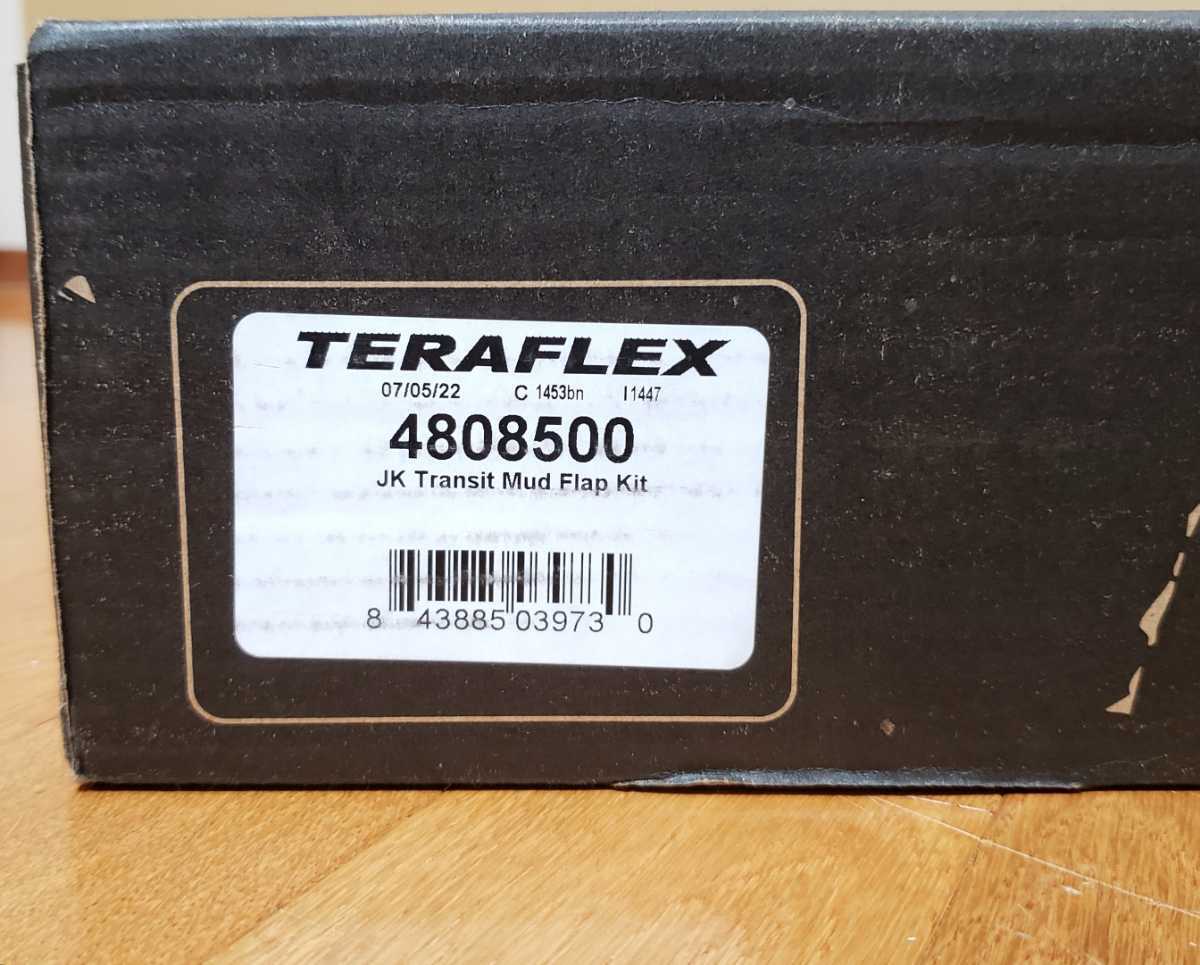 TERAFLEX
07/05/22 C 1453bn I1447
4808500
JK Transit Mud Flap Kit
8 43885 03973 0